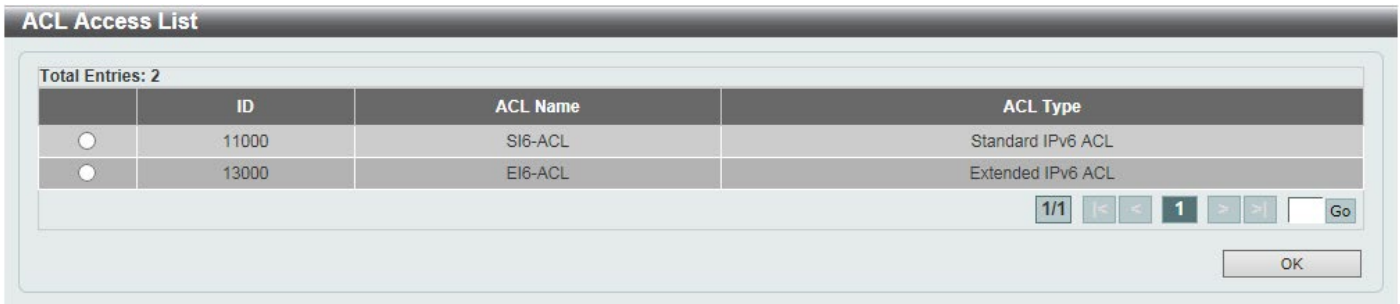 ACL Access List
Total Entries: 2
ID ACL Name ACL Type
11000 SI6-ACL Standard IPv6 ACL
13000 EI6-ACL Extended IPv6 ACL
1/1 |< < 1 > >| Go
OK